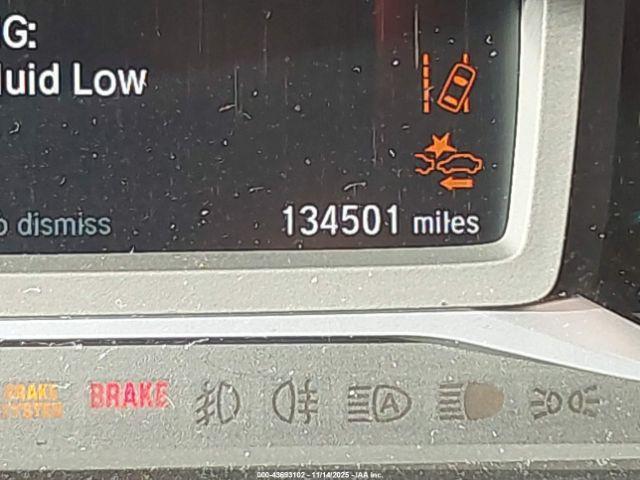 G:
luid Low
o dismiss
134501 miles
BRAKE
SYSTEM
BRAKE
A
000-43693102 - 11/14/2025 - IAA Inc.